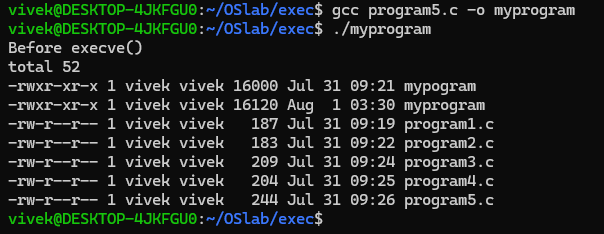 vivek@DESKTOP-4JKFGU0:~/OSlab/exec$ gcc program5.c -o myprogram
vivek@DESKTOP-4JKFGU0:~/OSlab/exec$ ./myprogram
Before execve()
total 52
-rwxr-xr-x 1 vivek vivek 16000 Jul 31 09:21 mypogram
-rwxr-xr-x 1 vivek vivek 16120 Aug  1 03:30 myprogram
-rw-r--r-- 1 vivek vivek   187 Jul 31 09:19 program1.c
-rw-r--r-- 1 vivek vivek   183 Jul 31 09:22 program2.c
-rw-r--r-- 1 vivek vivek   209 Jul 31 09:24 program3.c
-rw-r--r-- 1 vivek vivek   204 Jul 31 09:25 program4.c
-rw-r--r-- 1 vivek vivek   244 Jul 31 09:26 program5.c
vivek@DESKTOP-4JKFGU0:~/OSlab/exec$